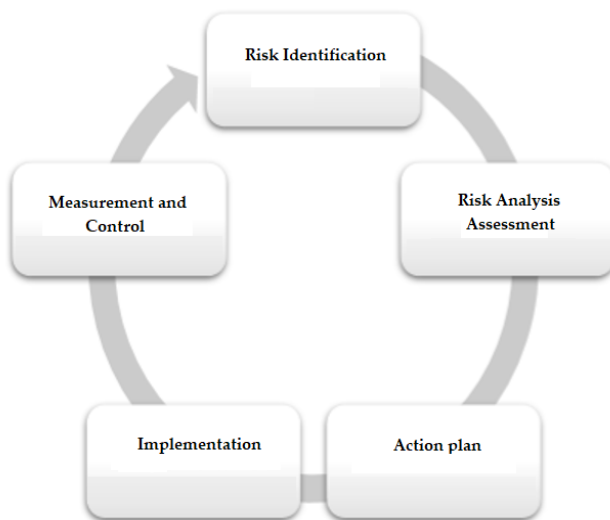 Risk Identification
Risk Analysis
Assessment
Action plan
Implementation
Measurement and
Control